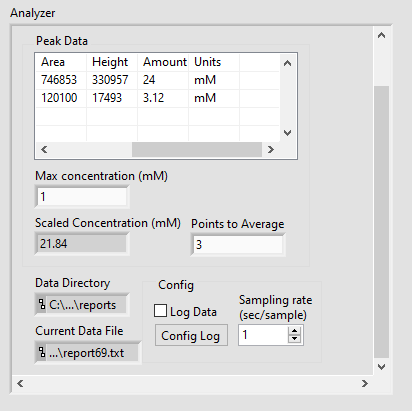 Analyzer
Peak Data
Area Height Amount Units
746853 330957 24 mM
120100 17493 3.12 mM
Max concentration (mM)
1
Scaled Concentration (mM) Points to Average
21.84 3
Data Directory Config
C:\...\reports Log Data Sampling rate (sec/sample)
Current Data File Config Log 1
...\report69.txt